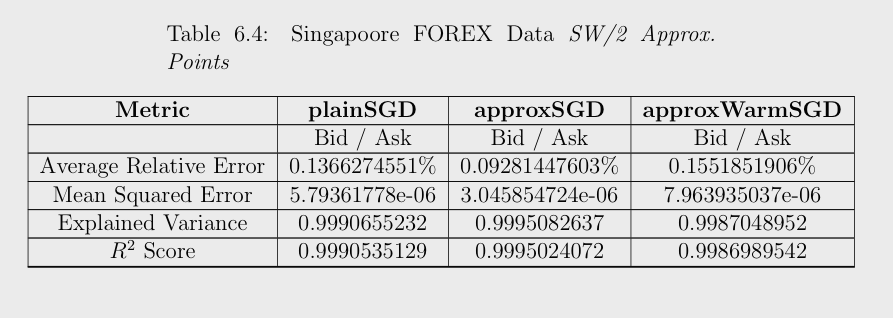 Table 6.4: Singapoore FOREX Data SW/2 Approx.
Points
Metric plainSGD approxSGD approxWarmSGD
Bid / Ask Bid / Ask Bid / Ask
Average Relative Error 0.1366274551% 0.09281447603% 0.1551851906%
Mean Squared Error 5.79361778e-06 3.045854724e-06 7.963935037e-06
Explained Variance 0.9990655232 0.9995082637 0.9987048952
R² Score 0.9990535129 0.9995024072 0.9986989542